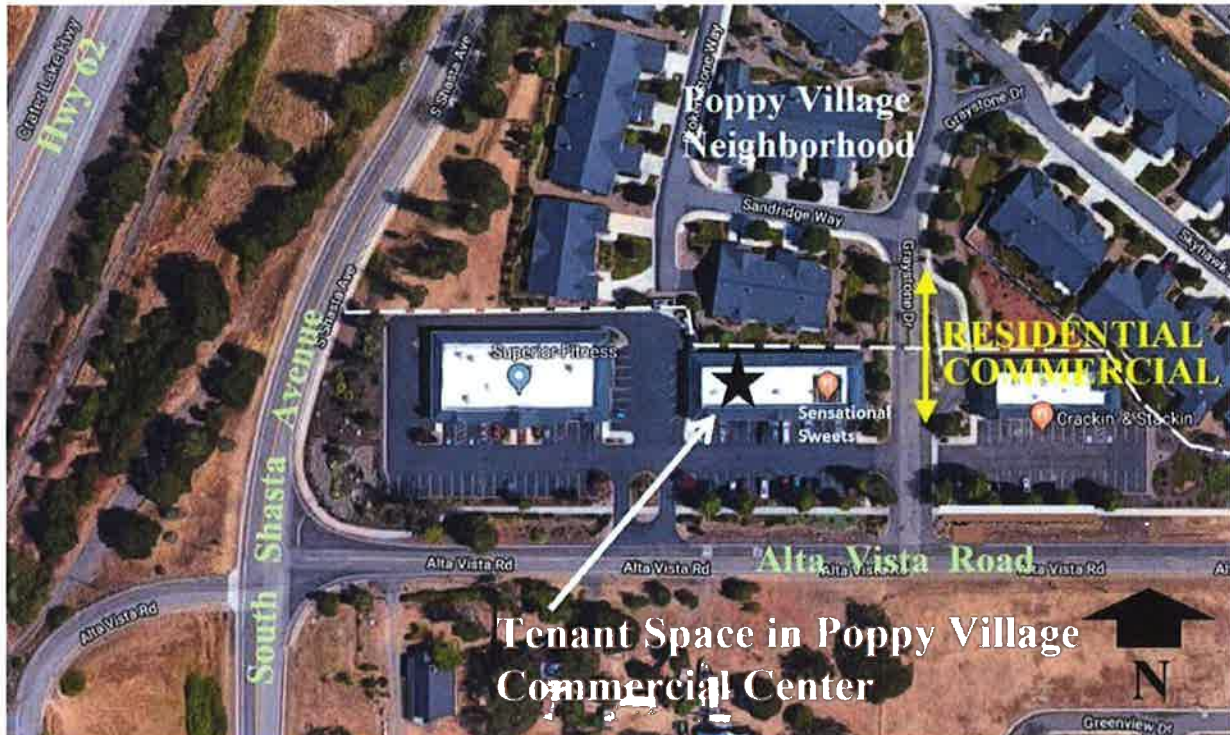 Crater Lake Hwy
Hwy 62
S Shasta Ave
Poppy Village
Neighborhood
Graystone Dr
Sandridge Way
Graystone Dr
Skyhawk
S Shasta Ave
RESIDENTIAL
COMMERCIAL
Superior Fitness
Sensational
Sweets
Crackin' & Stackin'
South Shasta Avenue
Alta Vista Rd
Alta Vista Rd
Alta Vista Road
Alta Vista Rd
Alta Vista Rd
Tenant Space in Poppy Village
Commercial Center
N
Greenview Dr